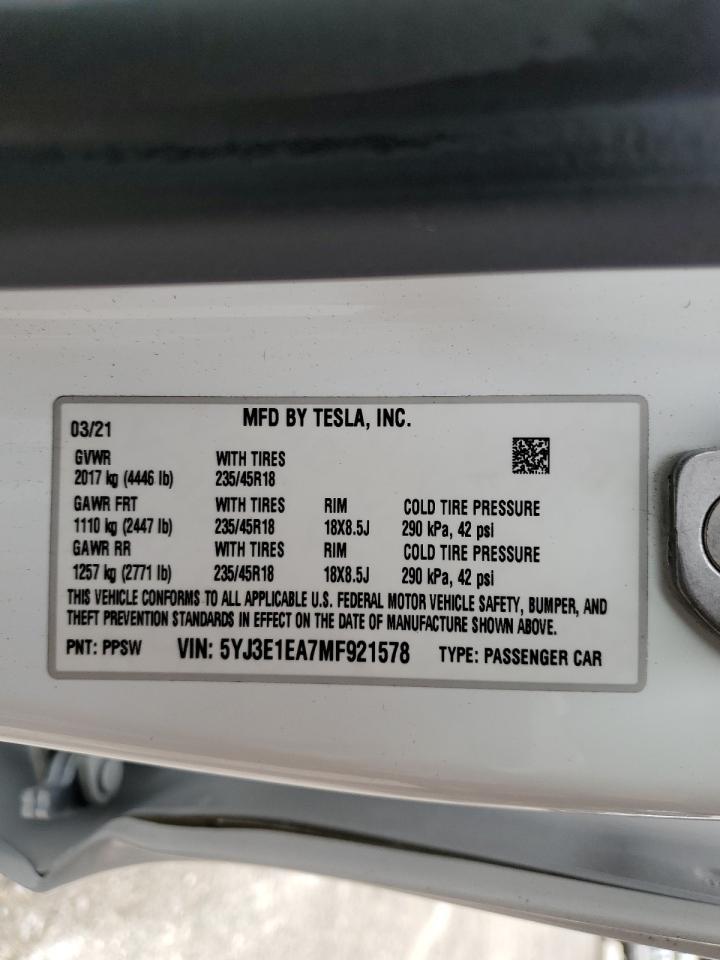 MFD BY TESLA, INC.
03/21
GVWR WITH TIRES
2017 kg (4446 lb) 235/45R18
GAWR FRT WITH TIRES RIM COLD TIRE PRESSURE
1110 kg (2447 lb) 235/45R18 18X8.5J 290 kPa, 42 psi
GAWR RR WITH TIRES RIM COLD TIRE PRESSURE
1257 kg (2771 lb) 235/45R18 18X8.5J 290 kPa, 42 psi
THIS VEHICLE CONFORMS TO ALL APPLICABLE U.S. FEDERAL MOTOR VEHICLE SAFETY, BUMPER, AND
THEFT PREVENTION STANDARDS IN EFFECT ON THE DATE OF MANUFACTURE SHOWN ABOVE.
PNT: PPSW VIN: 5YJ3E1EA7MF921578 TYPE: PASSENGER CAR